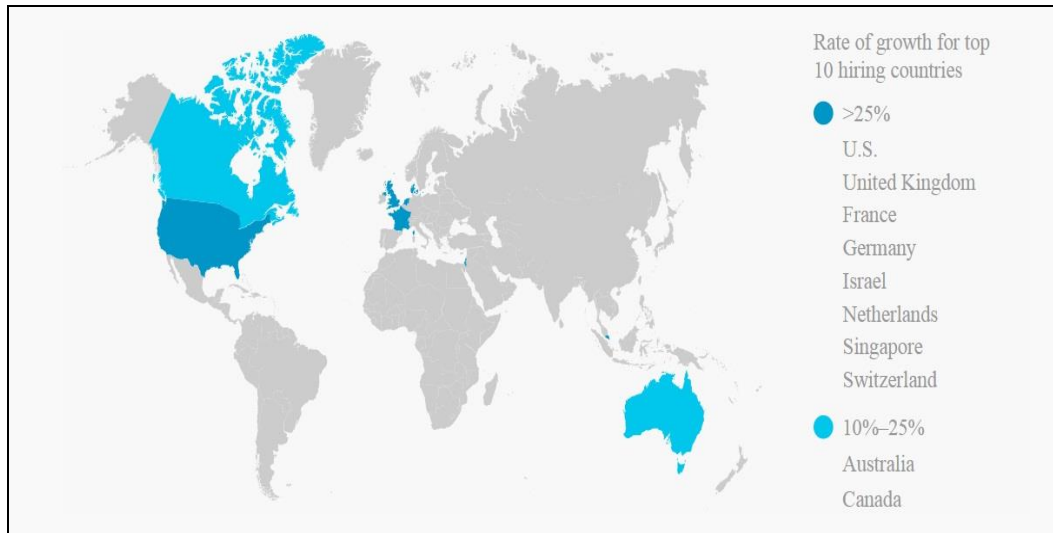 Rate of growth for top
10 hiring countries
>25%
U.S.
United Kingdom
France
Germany
Israel
Netherlands
Singapore
Switzerland
10%–25%
Australia
Canada